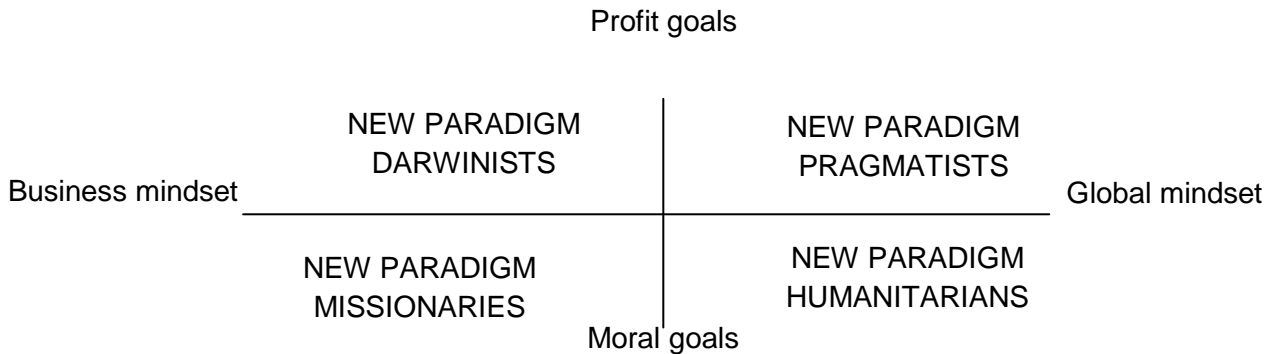 Profit goals
NEW PARADIGM
DARWINISTS
NEW PARADIGM
PRAGMATISTS
Business mindset
Global mindset
NEW PARADIGM
MISSIONARIES
NEW PARADIGM
HUMANITARIANS
Moral goals